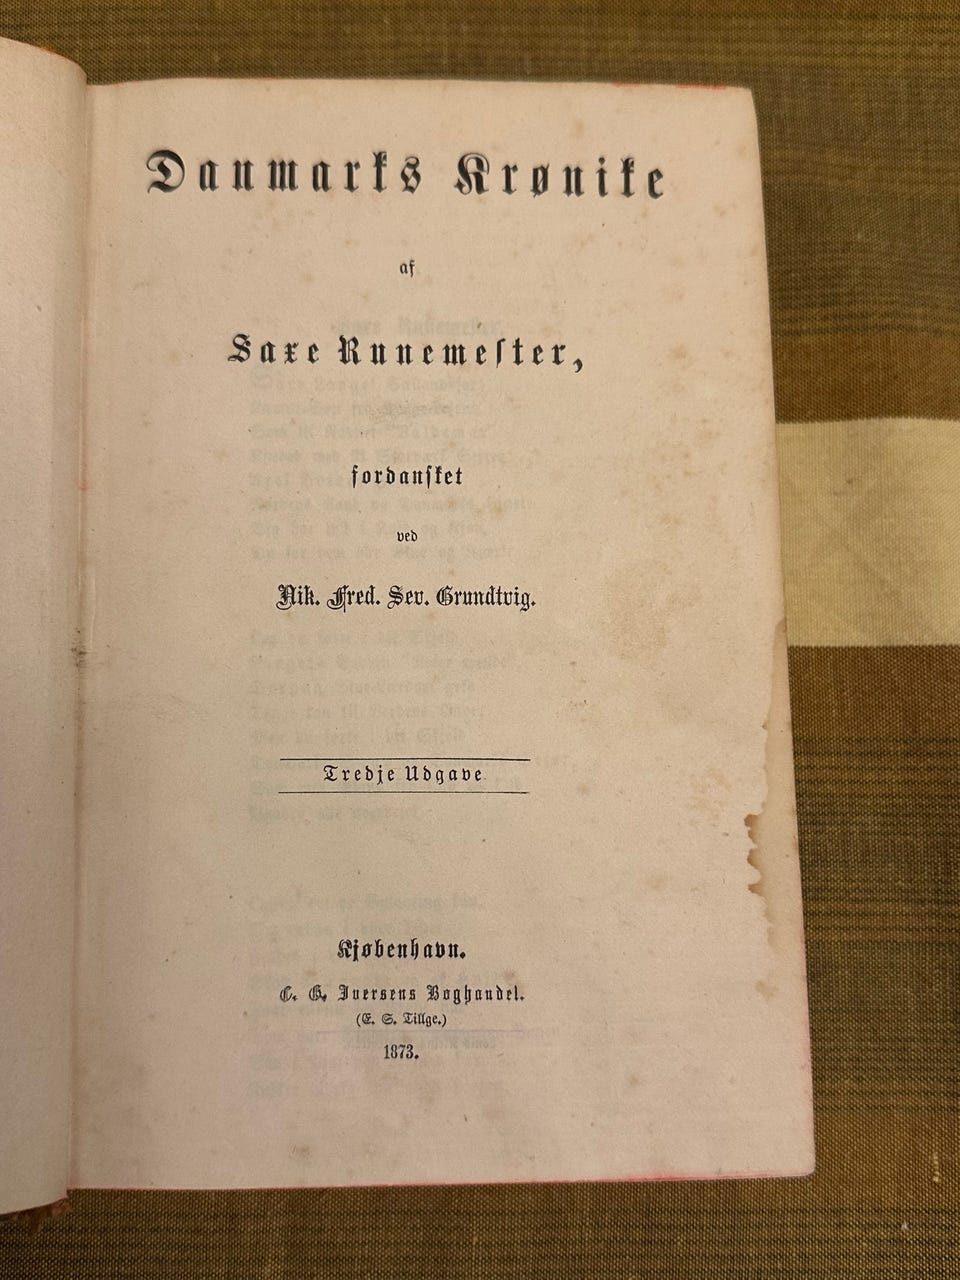 Danmarks Krønike
af
Saxe Runemester,
fordansket
ved
Nik. Fred. Sev. Grundtvig.
Tredje Udgave
Kjøbenhavn.
C. G. Iversens Boghandel.
(E. S. Tillge.)
1873.